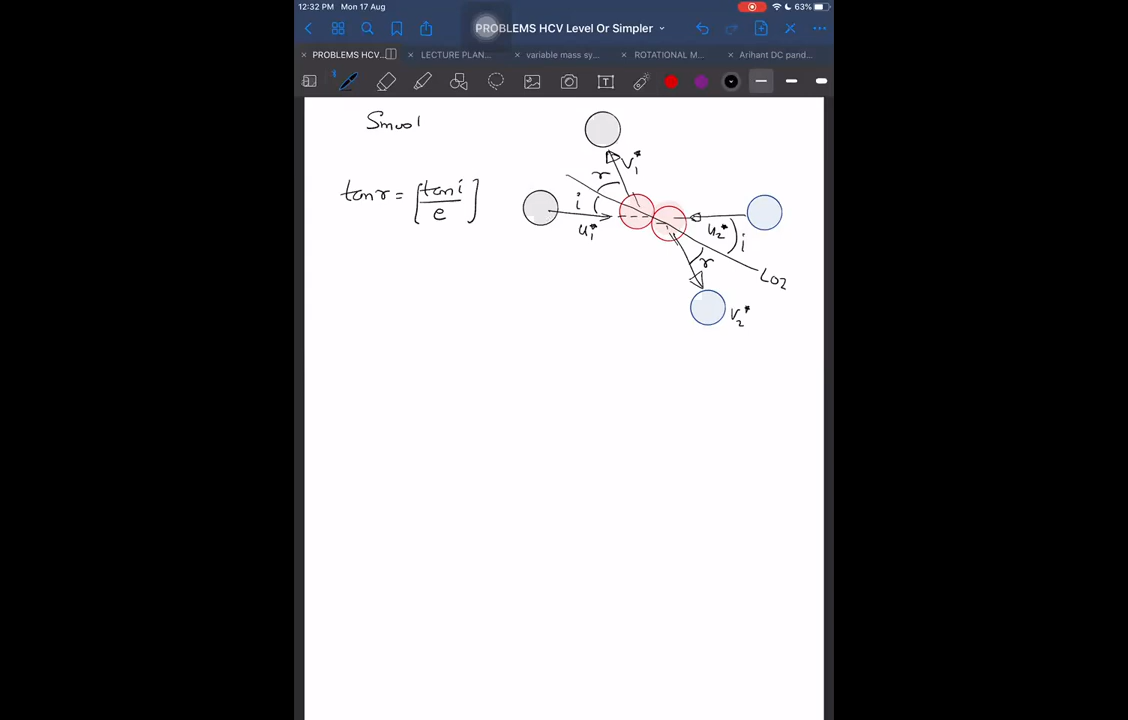 12:32 PM Mon 17 Aug
63%
PROBLEMS HCV Level Or Simpler
PROBLEMS HCV...
LECTURE PLAN...
variable mass sy...
ROTATIONAL M...
Arihant DC pand...
T
Smoot
v₁*
r
tan r = [tan i / e]
i
u₁*
u₂*
i
r
LOI
v₂*